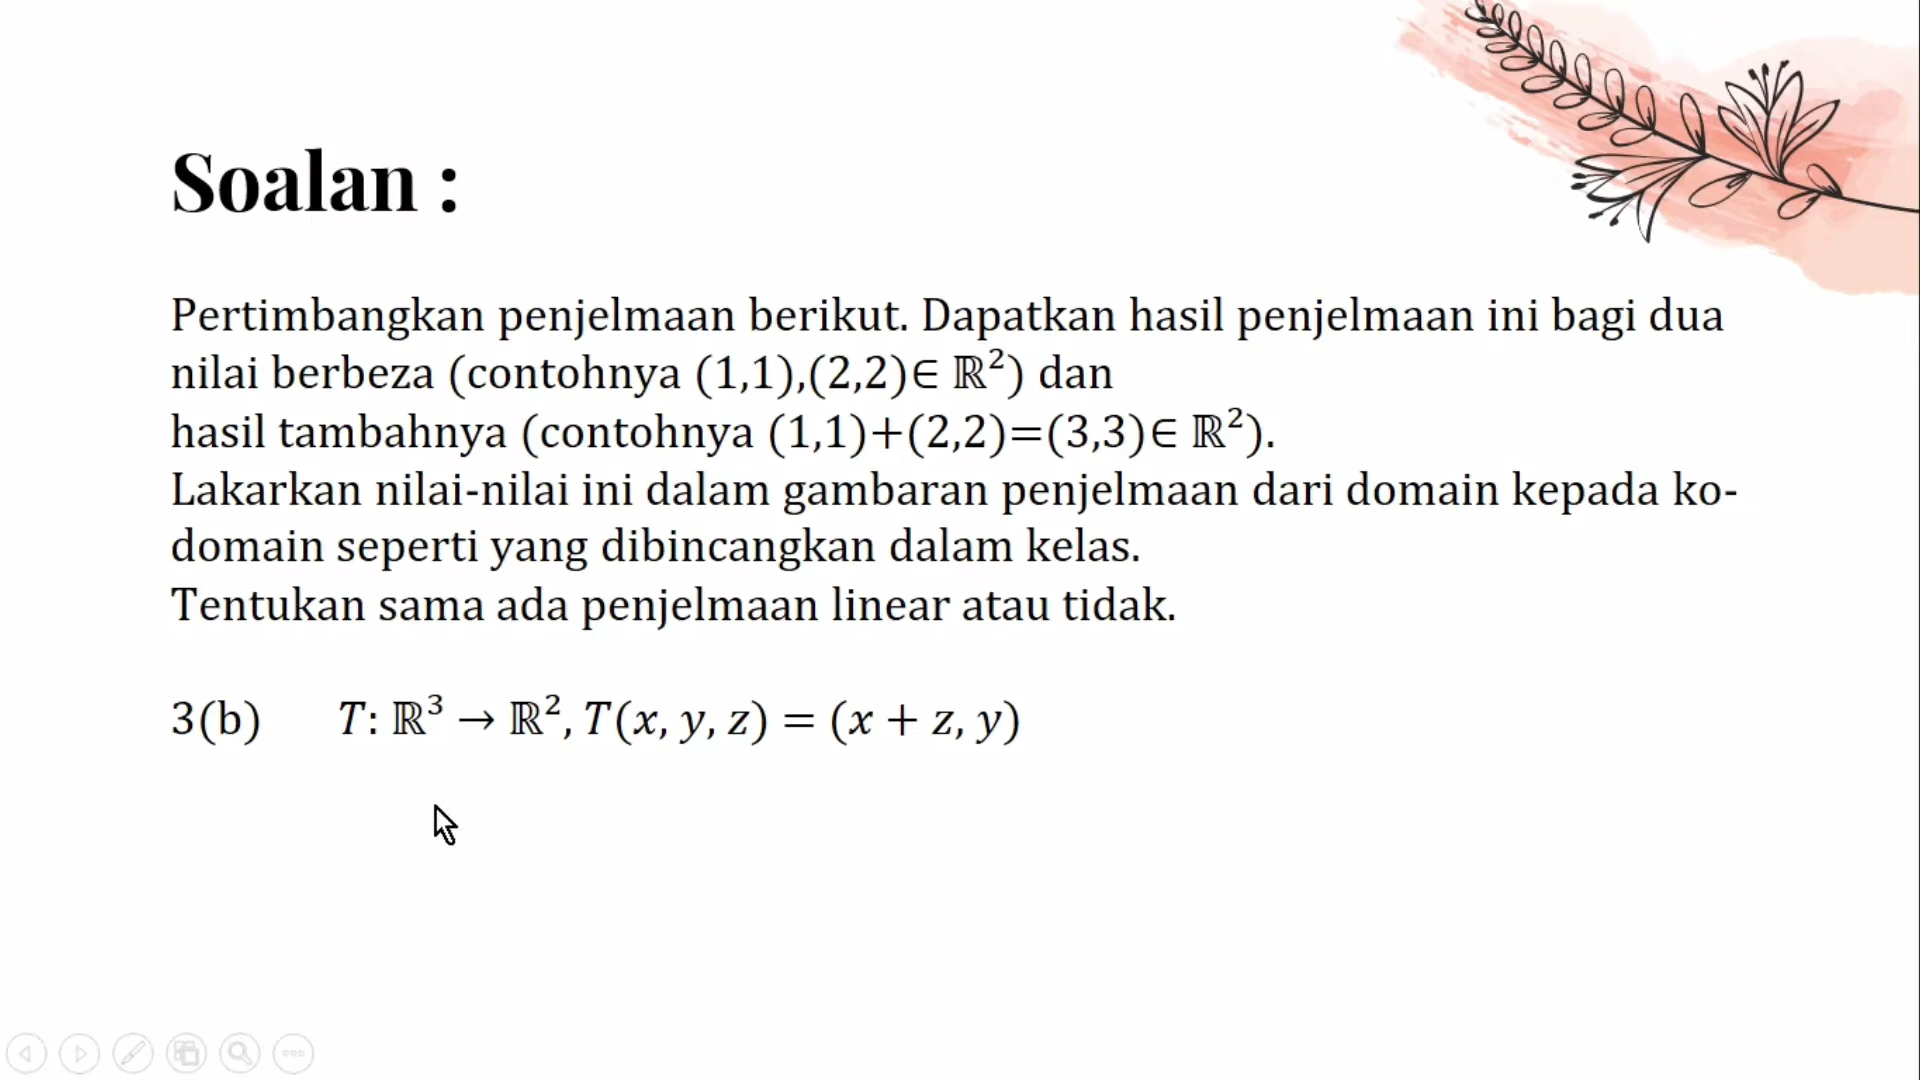 Soalan :
Pertimbangkan penjelmaan berikut. Dapatkan hasil penjelmaan ini bagi dua
nilai berbeza (contohnya (1,1),(2,2)∈ ℝ²) dan
hasil tambahnya (contohnya (1,1)+(2,2)=(3,3)∈ ℝ²).
Lakarkan nilai-nilai ini dalam gambaran penjelmaan dari domain kepada ko-
domain seperti yang dibincangkan dalam kelas.
Tentukan sama ada penjelmaan linear atau tidak.
3(b) T: ℝ³ → ℝ², T(x, y, z) = (x + z, y)